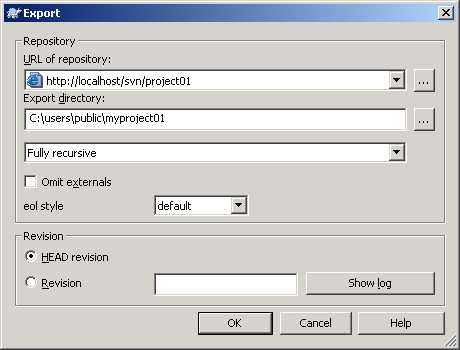 Export
Repository
URL of repository:
http://localhost/svn/project01
...
Export directory:
C:\users\public\myproject01
...
Fully recursive
Omit externals
eol style
default
Revision
HEAD revision
Revision
Show log
OK
Cancel
Help